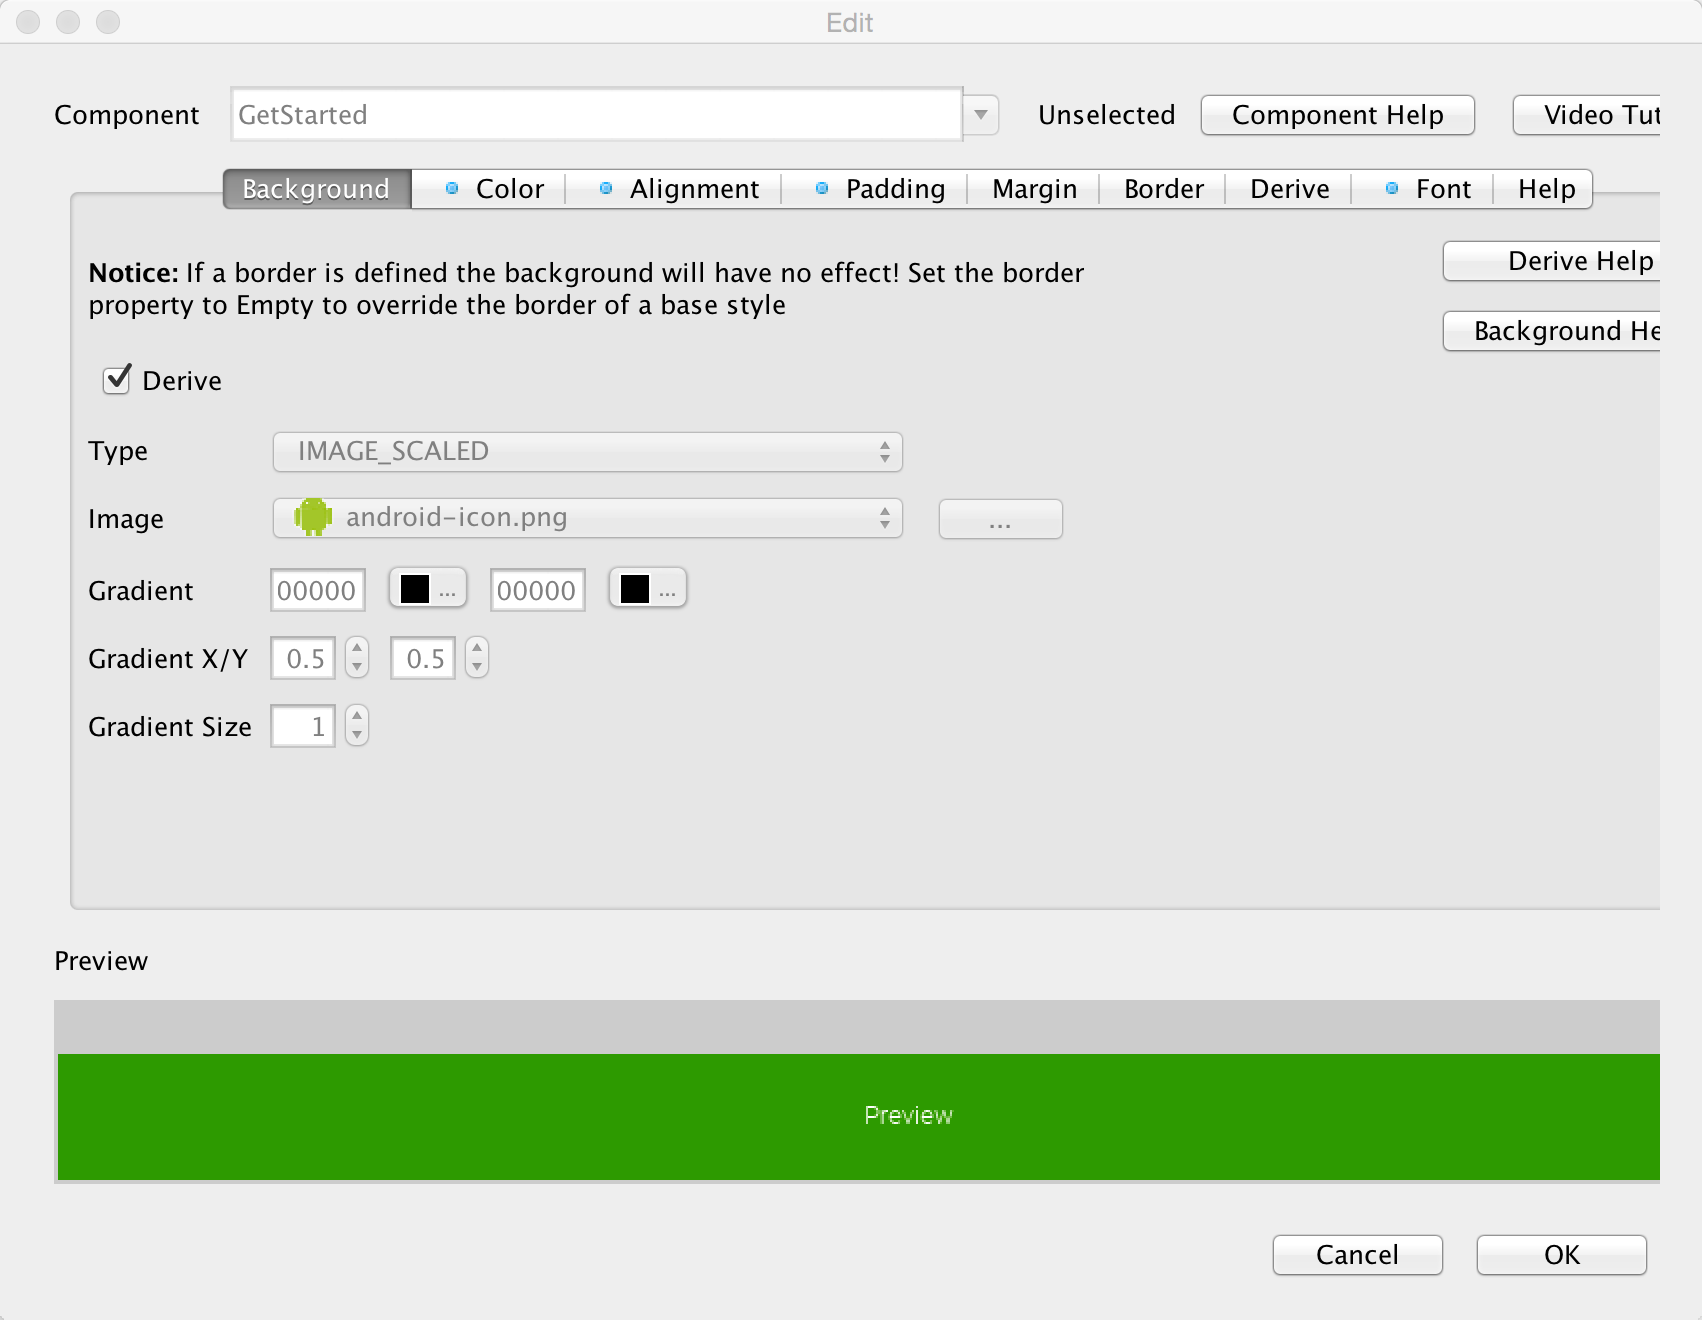 Edit
Component GetStarted Unselected Component Help Video Tut
Background Color Alignment Padding Margin Border Derive Font Help
Notice: If a border is defined the background will have no effect! Set the border
property to Empty to override the border of a base style
Derive Help
Background He
Derive
Type IMAGE_SCALED
Image android-icon.png ...
Gradient 00000 ... 00000 ...
Gradient X/Y 0.5 0.5
Gradient Size 1
Preview
Preview
Cancel OK